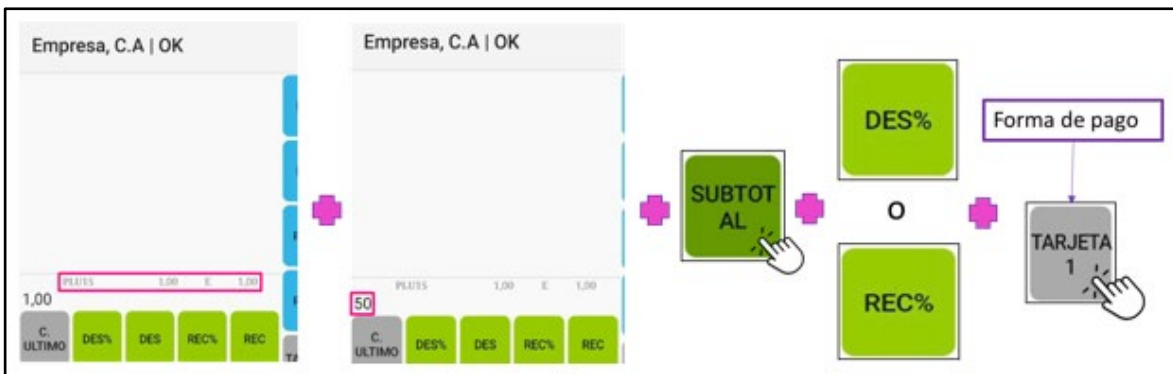 Empresa, C.A | OK
PLU15 1,00 E 1,00
1,00
C. ULTIMO
DES%
DES
REC%
REC
TA
Empresa, C.A | OK
PLU15 1,00 E 1,00
50
C. ULTIMO
DES%
DES
REC%
REC
SUBTOT
AL
DES%
O
REC%
Forma de pago
TARJETA
1